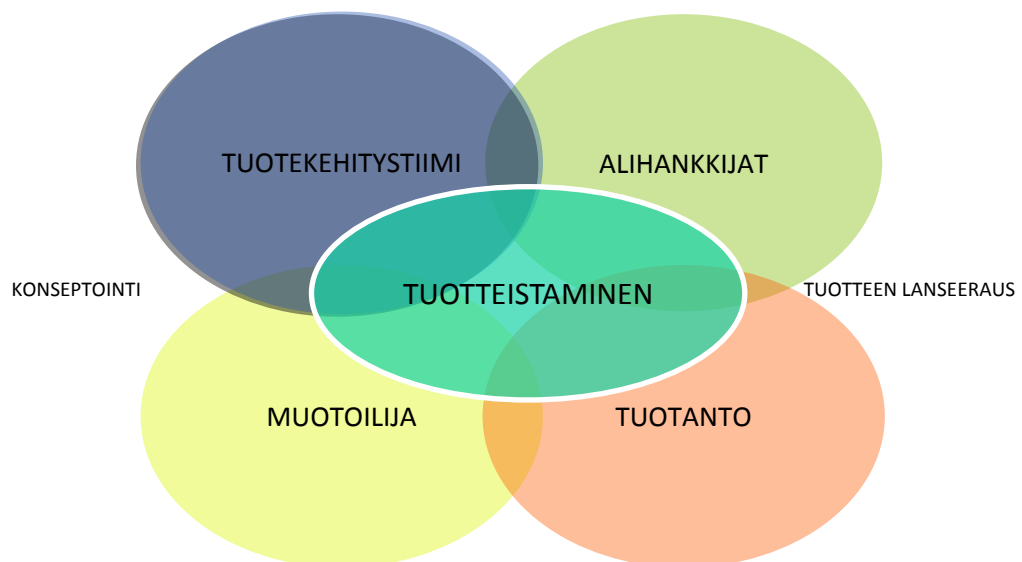 TUOTEKEHITYSTIIMI
ALIHANKKIJAT
KONSEPTOINTI
TUOTTEISTAMINEN
TUOTTEEN LANSEERAUS
MUOTOILIJA
TUOTANTO